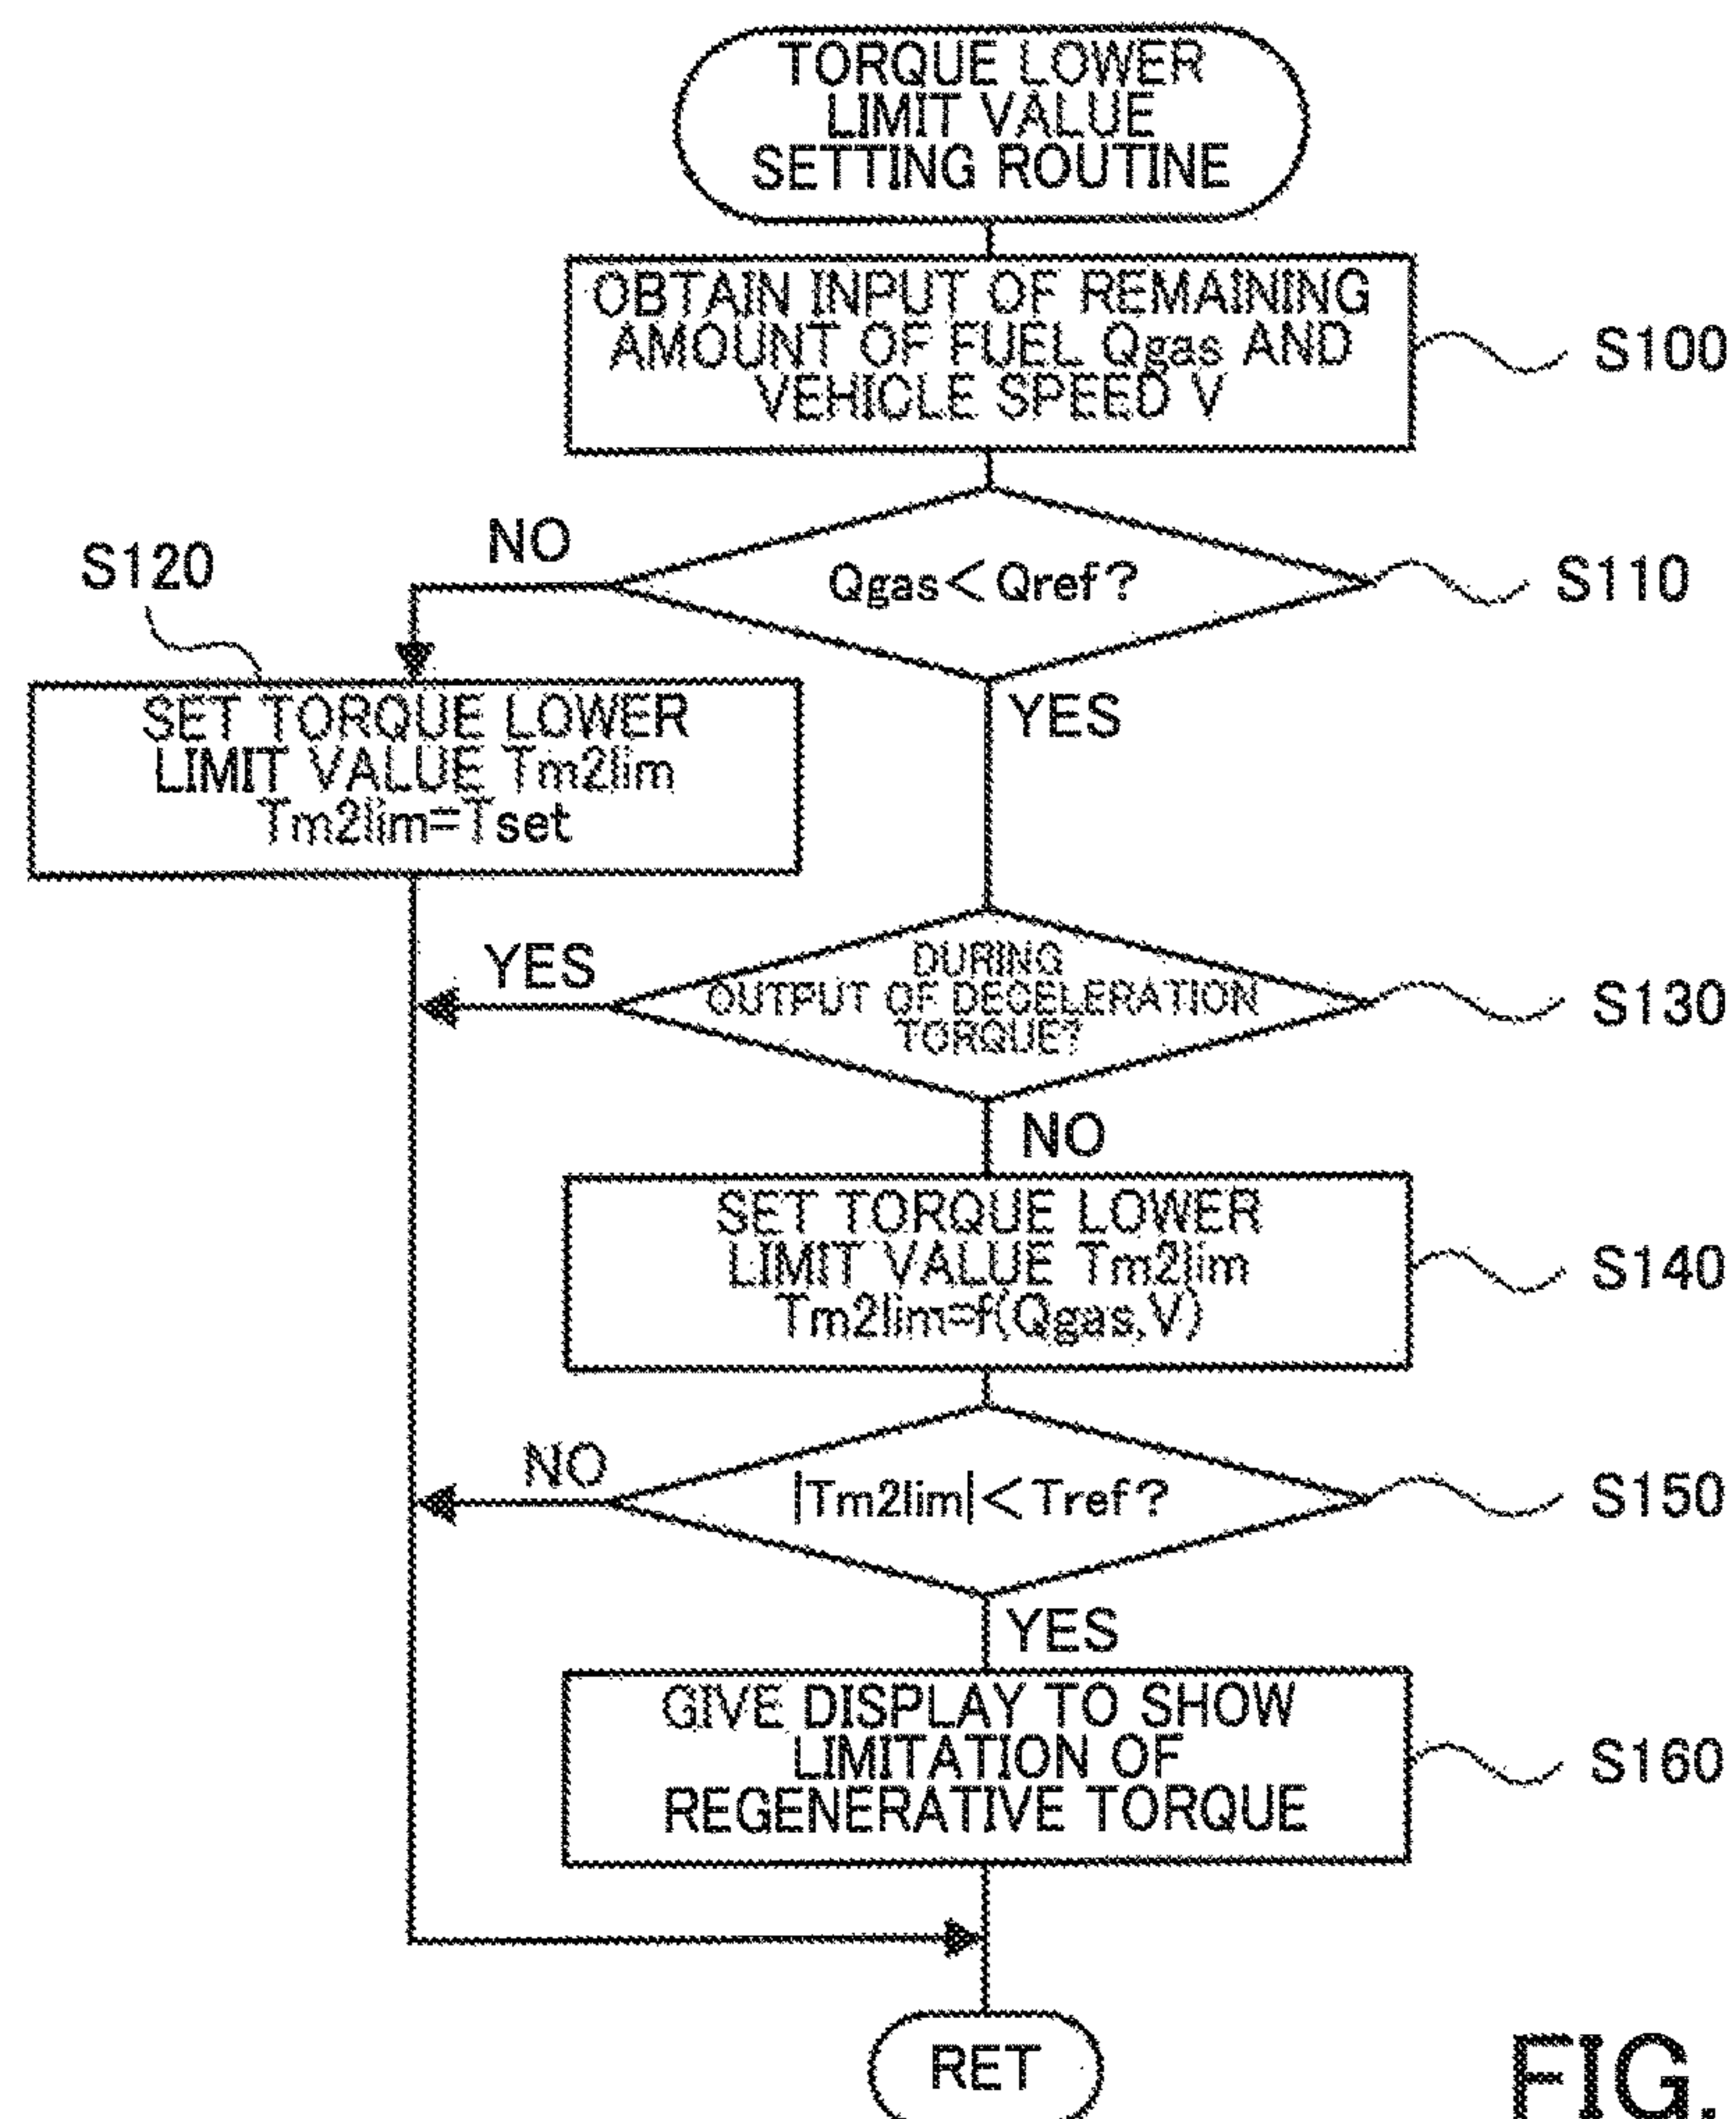 TORQUE LOWER
LIMIT VALUE
SETTING ROUTINE
OBTAIN INPUT OF REMAINING
AMOUNT OF FUEL Qgas AND
VEHICLE SPEED V
S100
NO
Qgas<Qref?
S110
S120
YES
SET TORQUE LOWER
LIMIT VALUE Tm2lim
Tm2lim=Tset
YES
DURING
OUTPUT OF DECELERATION
TORQUE?
S130
NO
SET TORQUE LOWER
LIMIT VALUE Tm2lim
Tm2lim=f(Qgas,V)
S140
NO
|Tm2lim|<Tref?
S150
YES
GIVE DISPLAY TO SHOW
LIMITATION OF
REGENERATIVE TORQUE
S160
RET
FIG.